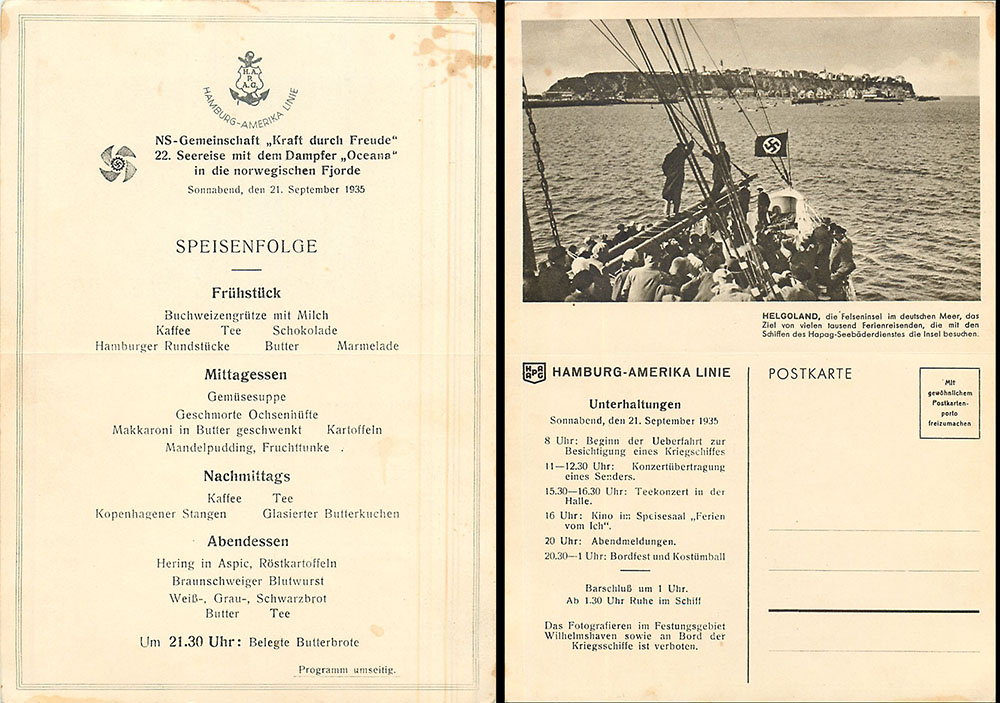 H. A.
P.
A. G.
HAMBURG-AMERIKA LINIE
NS-Gemeinschaft „Kraft durch Freude“
22. Seereise mit dem Dampfer „Oceana“
in die norwegischen Fjorde
Sonnabend, den 21. September 1935
SPEISENFOLGE
Frühstück
Buchweizengrütze mit Milch
Kaffee Tee Schokolade
Hamburger Rundstücke Butter Marmelade
Mittagessen
Gemüsesuppe
Geschmorte Ochsenhüfte
Makkaroni in Butter geschwenkt Kartoffeln
Mandelpudding, Fruchttunke .
Nachmittags
Kaffee Tee
Kopenhagener Stangen Glasierter Butterkuchen
Abendessen
Hering in Aspic, Röstkartoffeln
Braunschweiger Blutwurst
Weiß-, Grau-, Schwarzbrot
Butter Tee
Um 21.30 Uhr: Belegte Butterbrote
Programm umseitig.
HELGOLAND, die Felseninsel im deutschen Meer, das
Ziel von vielen tausend Ferienreisenden, die mit den
Schiffen des Hapag-Seebäderdienstes die Insel besuchen.
HAPAG
HAMBURG-AMERIKA LINIE
Unterhaltungen
Sonnabend, den 21. September 1935
8 Uhr: Beginn der Ueberfahrt zur
Besichtigung eines Kriegschiffes
11—12.30 Uhr: Konzertübertragung
eines Senders.
15.30—16.30 Uhr: Teekonzert in der
Halle.
16 Uhr: Kino im Speisesaal „Ferien
vom Ich“.
20 Uhr: Abendmeldungen.
20.30—1 Uhr: Bordfest und Kostümball
Barschluß um 1 Uhr.
Ab 1.30 Uhr Ruhe im Schiff
Das Fotografieren im Festungsgebiet
Wilhelmshaven sowie an Bord der
Kriegsschiffe ist verboten.
POSTKARTE
Mit
gewöhnlichem
Postkarten-
porto
freizumachen